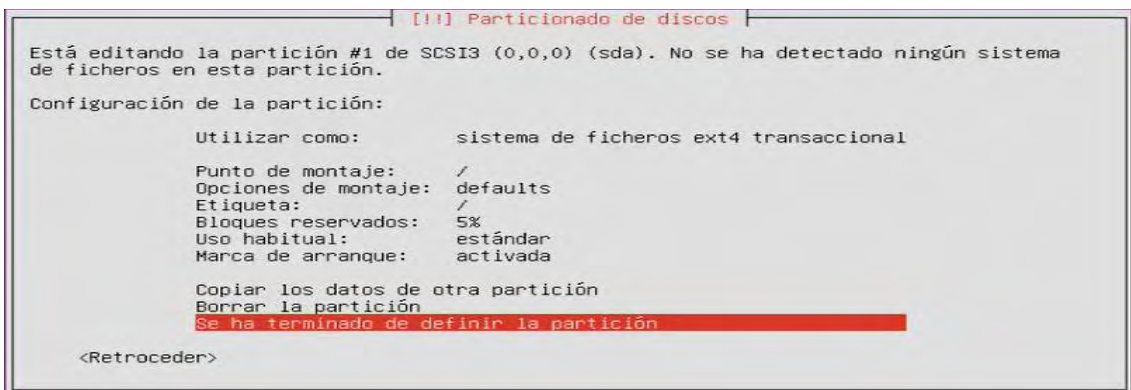 [!!] Particionado de discos
Está editando la partición #1 de SCSI3 (0,0,0) (sda). No se ha detectado ningún sistema
de ficheros en esta partición.
Configuración de la partición:
Utilizar como: sistema de ficheros ext4 transaccional
Punto de montaje: /
Opciones de montaje: defaults
Etiqueta: /
Bloques reservados: 5%
Uso habitual: estándar
Marca de arranque: activada
Copiar los datos de otra partición
Borrar la partición
Se ha terminado de definir la partición
<Retroceder>